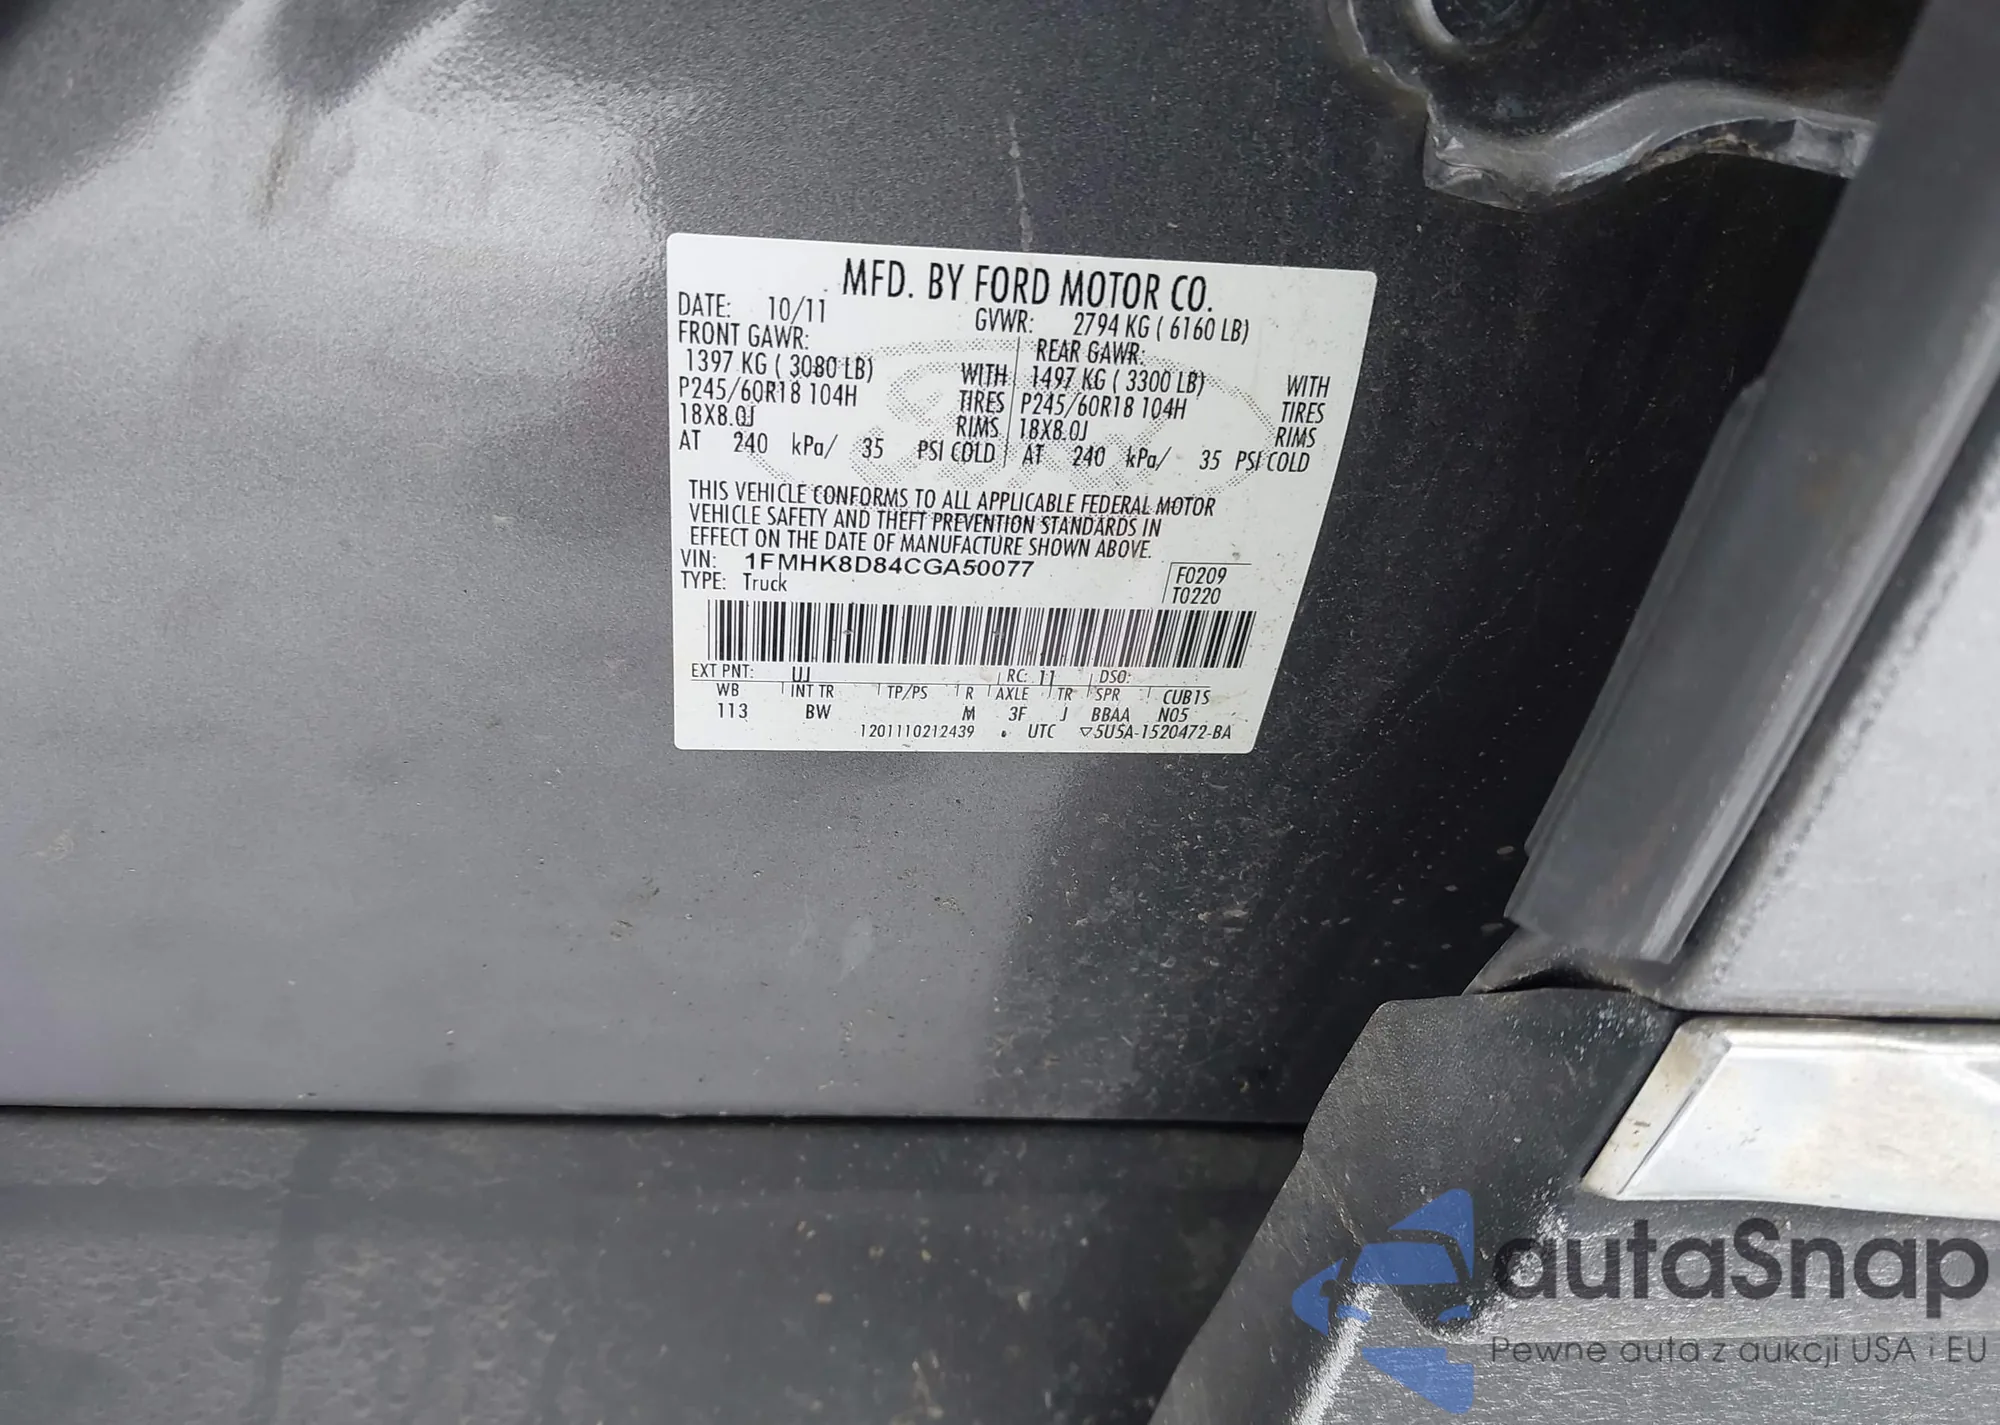 MFD. BY FORD MOTOR CO.
DATE: 10/11 GVWR: 2794 KG ( 6160 LB)
FRONT GAWR: REAR GAWR:
1397 KG ( 3080 LB) WITH 1497 KG ( 3300 LB) WITH
P245/60R18 104H TIRES P245/60R18 104H TIRES
18X8.0J RIMS 18X8.0J RIMS
AT 240 kPa/ 35 PSI COLD AT 240 kPa/ 35 PSI COLD
THIS VEHICLE CONFORMS TO ALL APPLICABLE FEDERAL MOTOR
VEHICLE SAFETY AND THEFT PREVENTION STANDARDS IN
EFFECT ON THE DATE OF MANUFACTURE SHOWN ABOVE.
VIN: 1FMHK8D84CGA50077 F0209
TYPE: Truck T0220
EXT PNT: UJ RC: 11 DSO:
WB INT TR TP/PS R AXLE TR SPR CUB1S
113 BW M 3F J BBAA N05
1201110212439 . UTC ▽5U5A-1520472-BA
autaSnap
Pewne auta z aukcji USA i EU